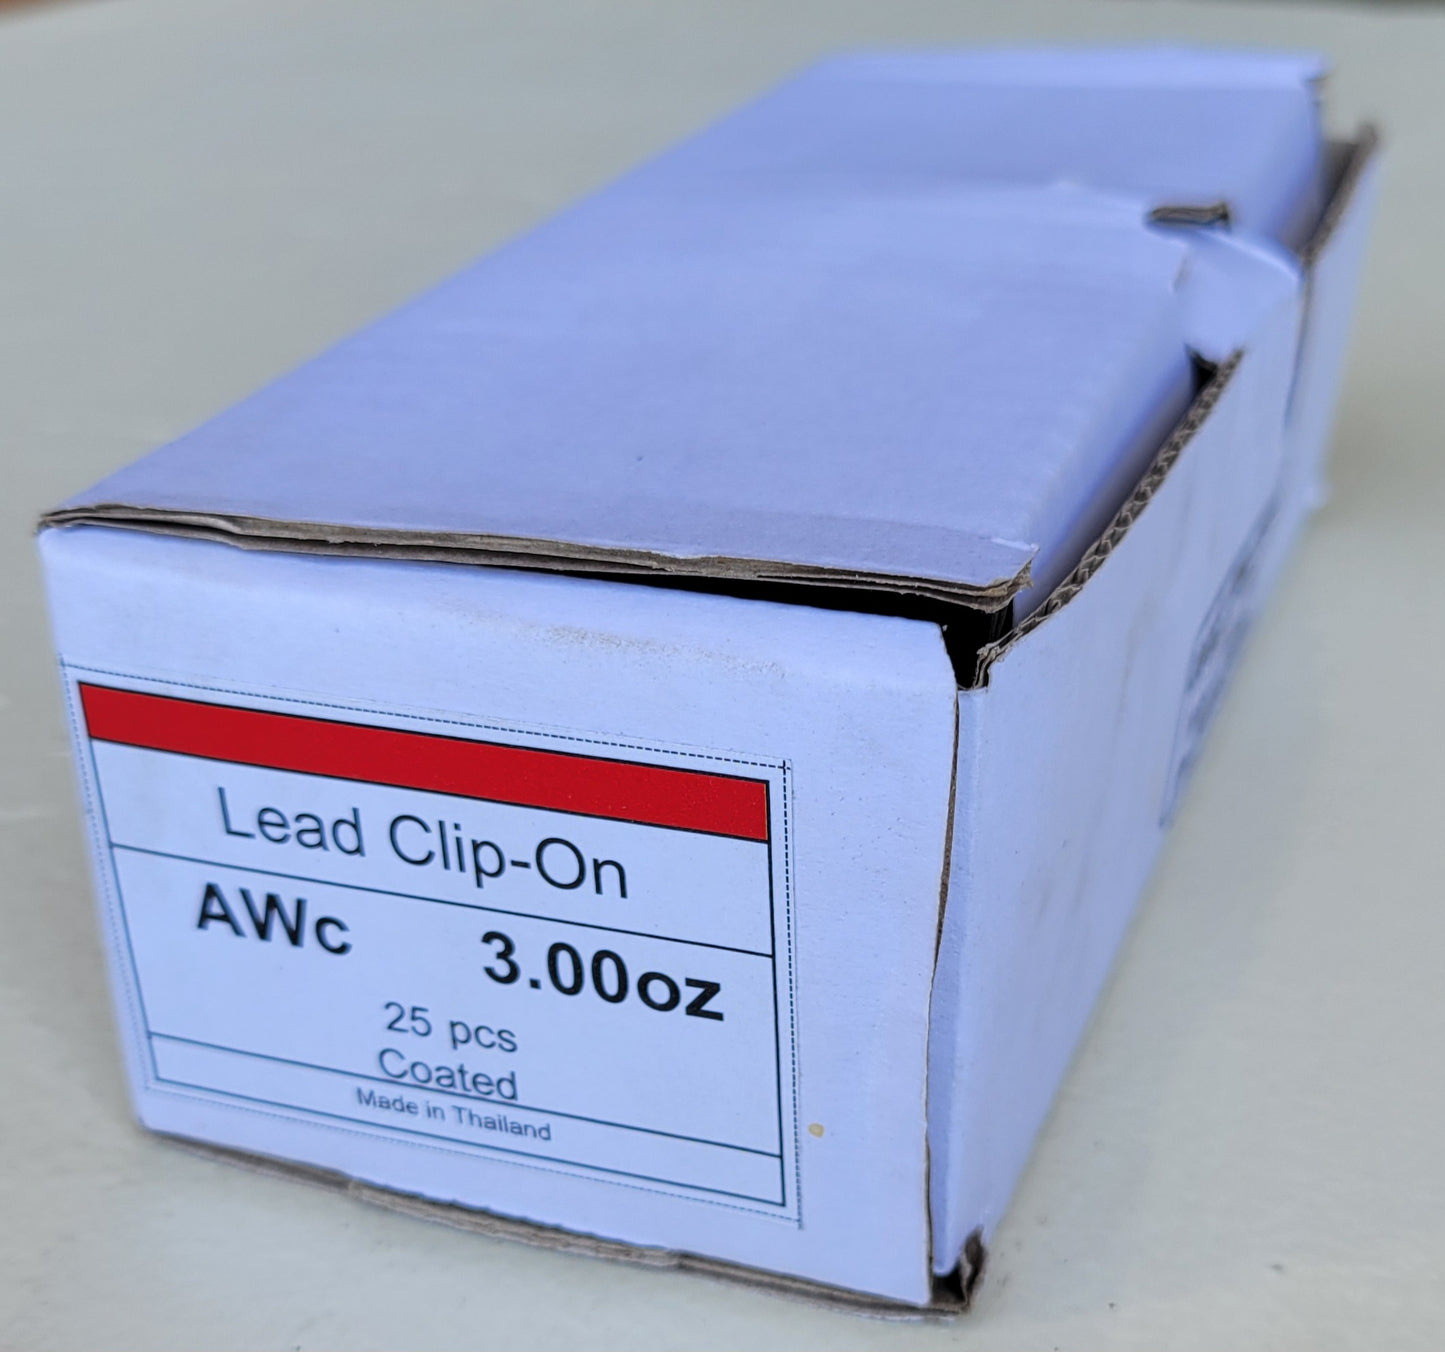 Lead Clip-On
AWc 3.00oz
25 pcs
Coated
Made in Thailand